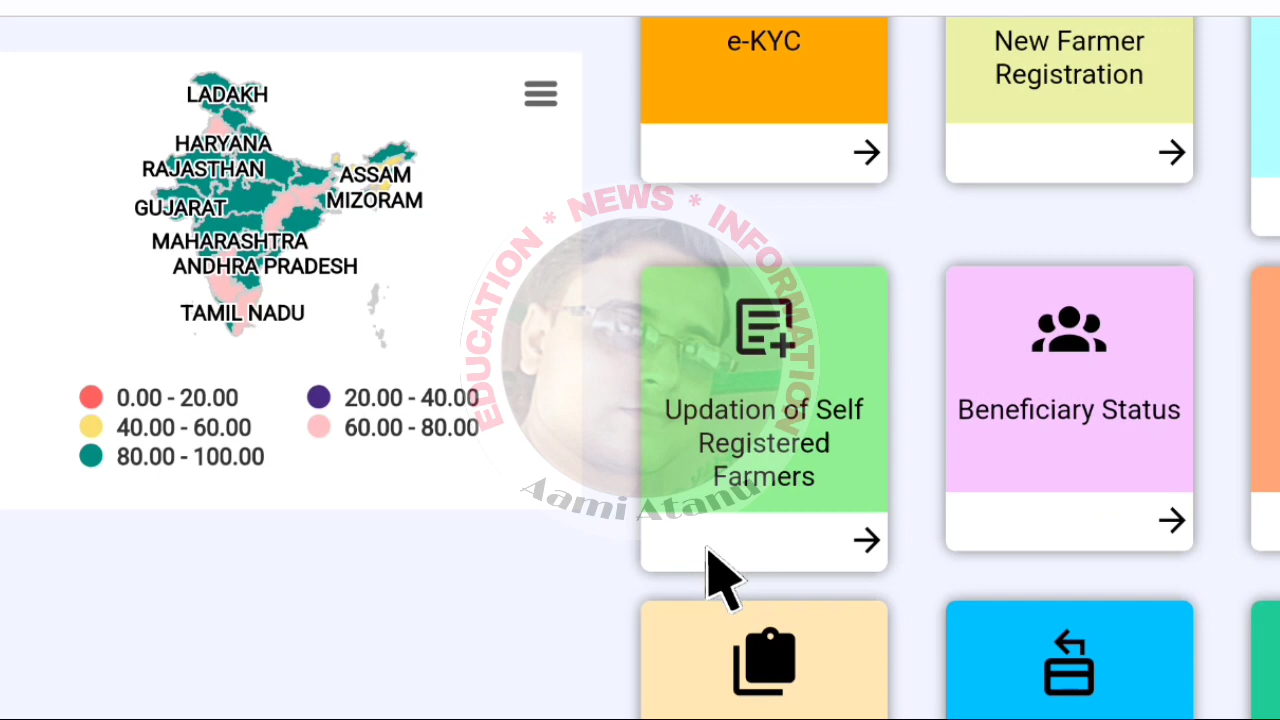 LADAKH
HARYANA
RAJASTHAN
ASSAM
MIZORAM
GUJARAT
MAHARASHTRA
ANDHRA PRADESH
TAMIL NADU
0.00 - 20.00
20.00 - 40.00
40.00 - 60.00
60.00 - 80.00
80.00 - 100.00
e-KYC
New Farmer
Registration
Updation of Self
Registered
Farmers
Beneficiary Status
EDUCATION * NEWS * INFORMATION
Aami Atanu